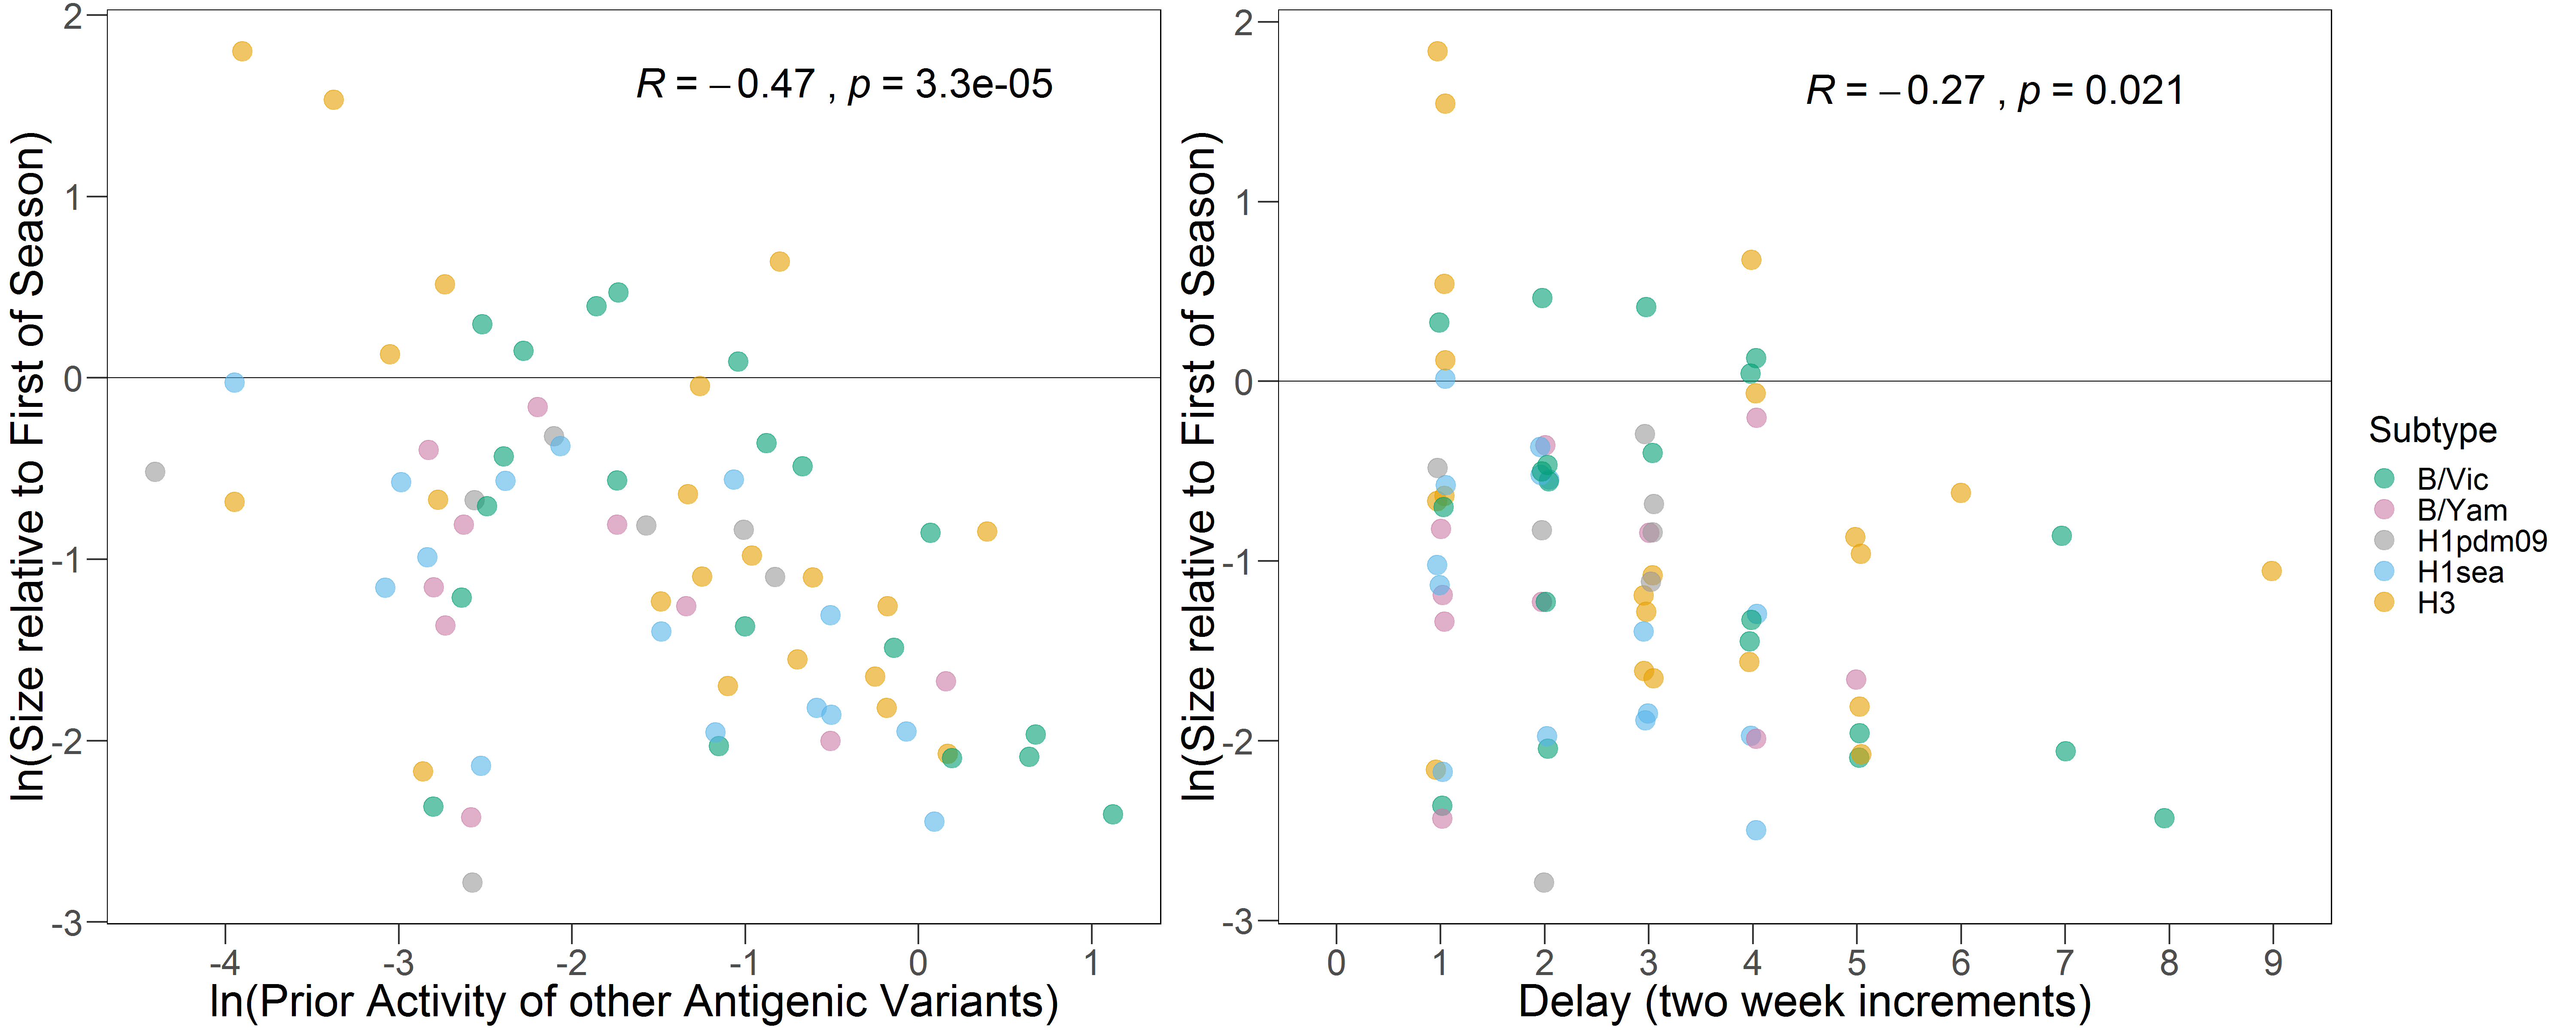 R = −0.47 , p = 3.3e-05
2
1
0
-1
-2
-3
ln(Size relative to First of Season)
-4 -3 -2 -1 0 1
ln(Prior Activity of other Antigenic Variants)
R = −0.27 , p = 0.021
2
1
0
-1
-2
-3
ln(Size relative to First of Season)
0 1 2 3 4 5 6 7 8 9
Delay (two week increments)
Subtype
B/Vic
B/Yam
H1pdm09
H1sea
H3